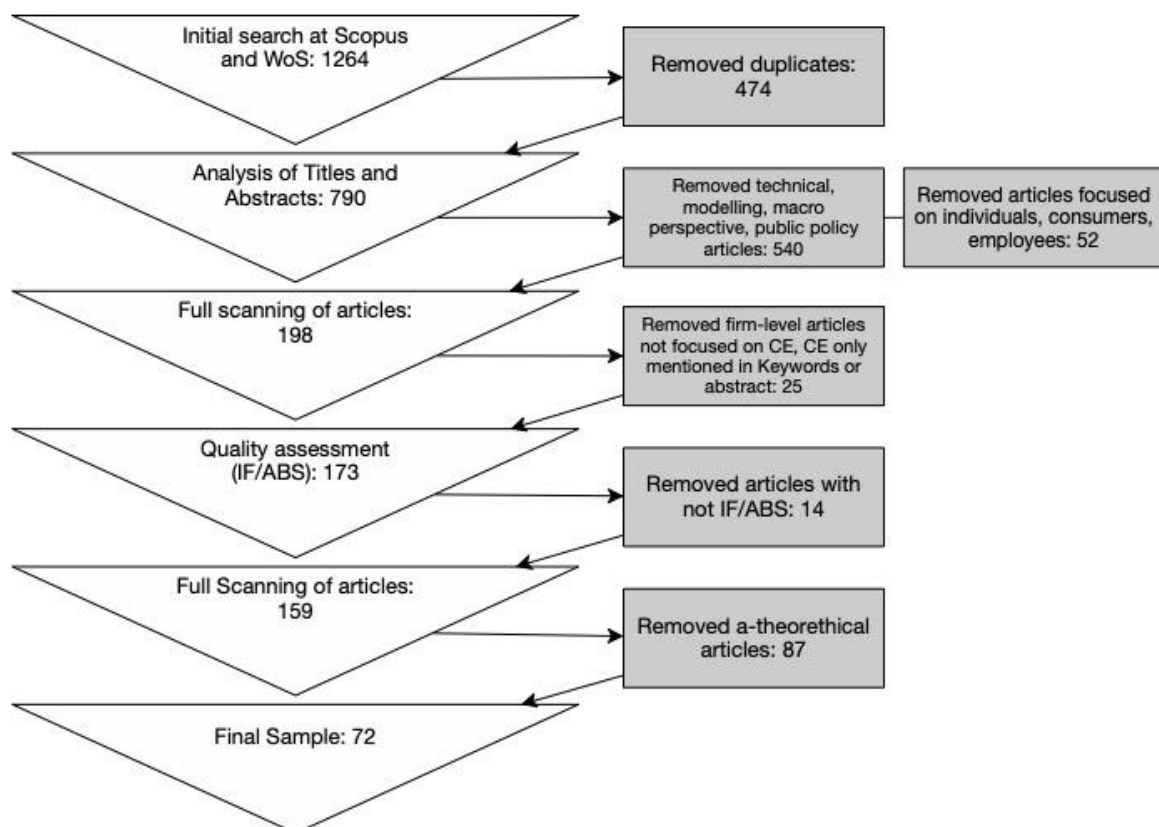 Initial search at Scopus
and WoS: 1264
Removed duplicates:
474
Analysis of Titles and
Abstracts: 790
Removed technical,
modelling, macro
perspective, public policy
articles: 540
Removed articles focused
on individuals, consumers,
employees: 52
Full scanning of articles:
198
Removed firm-level articles
not focused on CE, CE only
mentioned in Keywords or
abstract: 25
Quality assessment
(IF/ABS): 173
Removed articles with
not IF/ABS: 14
Full Scanning of articles:
159
Removed a-theorethical
articles: 87
Final Sample: 72